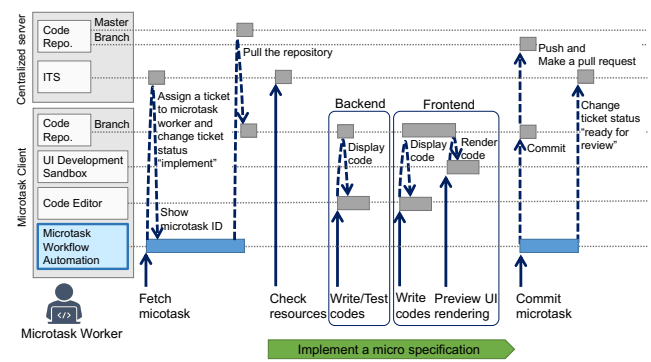 Centralized server
Code
Repo.
Master
Branch
ITS
Pull the repository
Push and
Make a pull request
Assign a ticket
to microtask
worker and
change ticket
status
“implement”
Change
ticket status
“ready for
review”
Microtask Client
Code
Repo.
Branch
UI Development
Sandbox
Code Editor
Microtask
Workflow
Automation
Backend
Frontend
Display
code
Display
code
Render
code
Commit
Show
microtask ID
Microtask Worker
Fetch
micotask
Check
resources
Write/Test
codes
Write
codes
Preview UI
rendering
Commit
microtask
Implement a micro specification